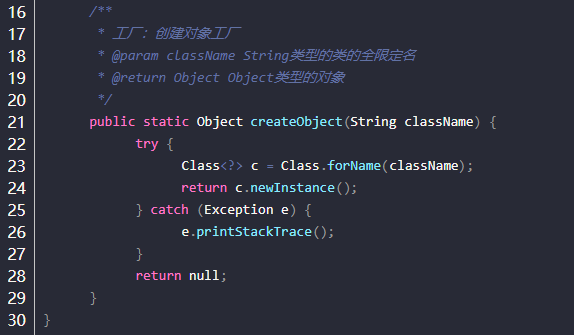 16 /**
17  * 工厂：创建对象工厂
18  * @param className String类型的类的全限定名
19  * @return Object Object类型的对象
20  */
21 public static Object createObject(String className) {
22 try {
23 Class<?> c = Class.forName(className);
24 return c.newInstance();
25 } catch (Exception e) {
26 e.printStackTrace();
27 }
28 return null;
29 }
30 }